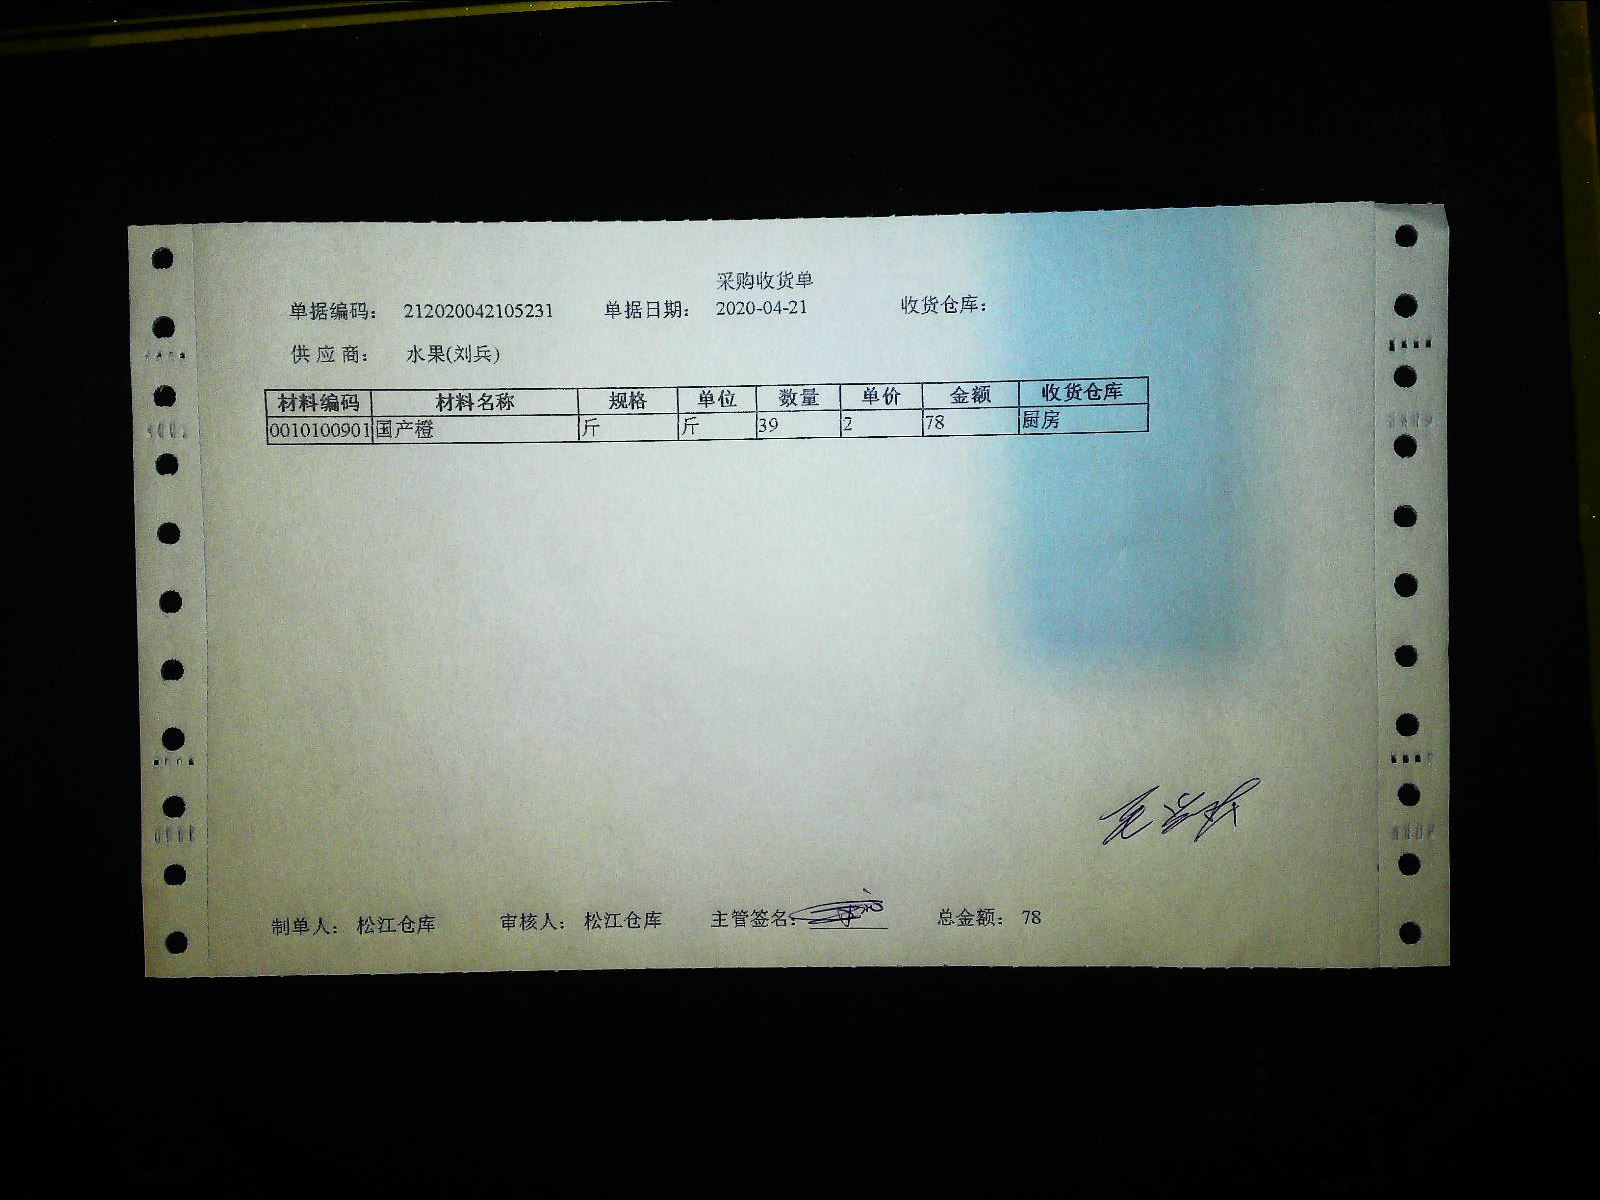 采购收货单
单据编码： 212020042105231 单据日期： 2020-04-21 收货仓库：
供 应 商： 水果(刘兵)
材料编码 材料名称 规格 单位 数量 单价 金额 收货仓库
0010100901 国产橙 斤 斤 39 2 78 厨房
制单人： 松江仓库 审核人： 松江仓库 主管签名： 总金额： 78